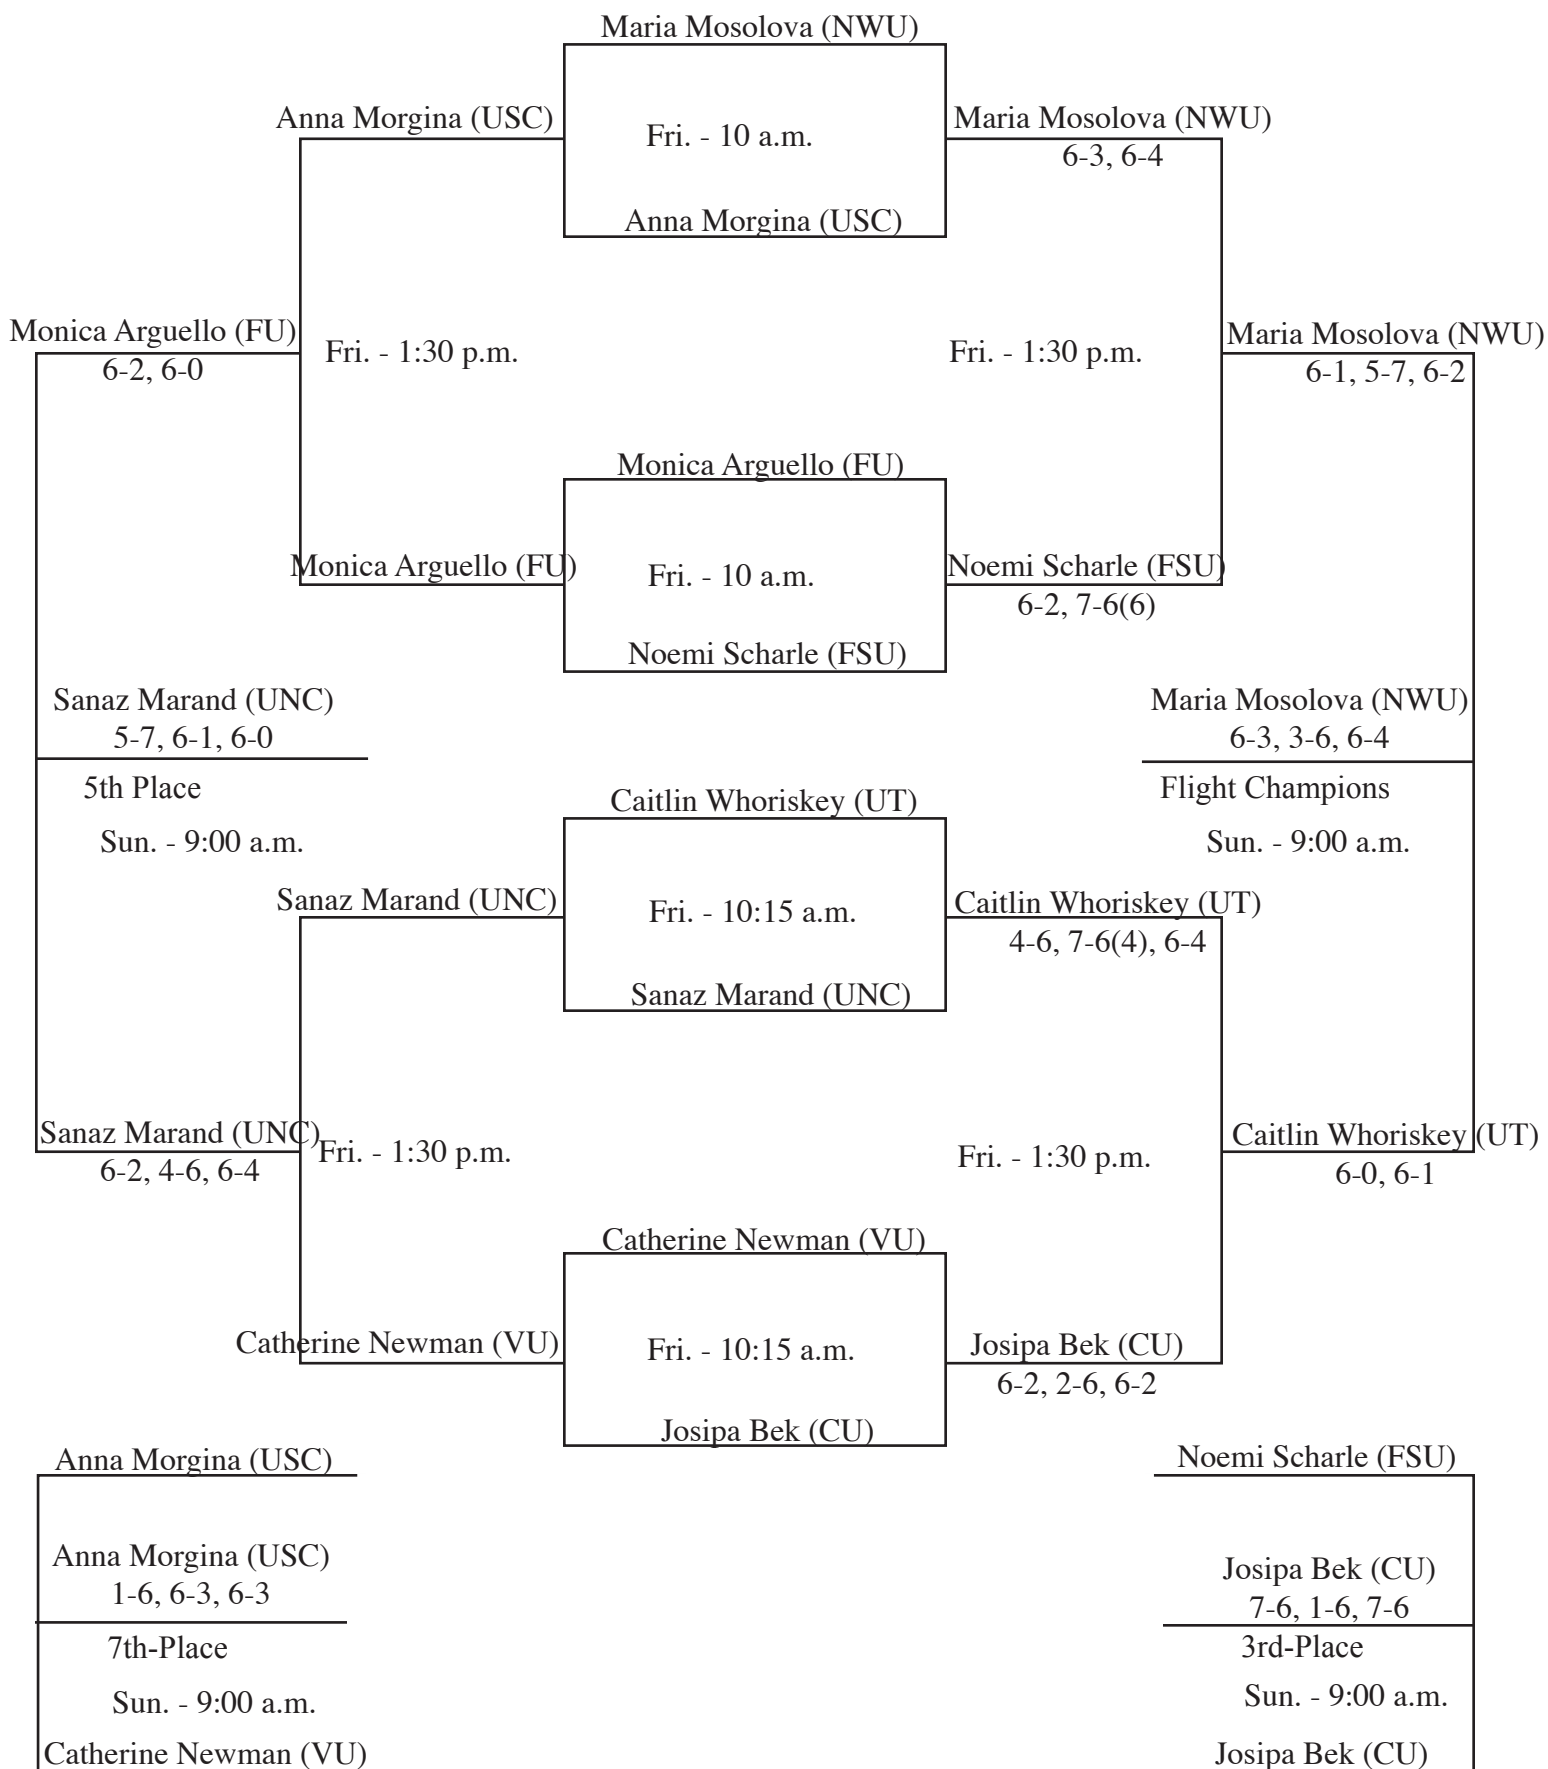 Maria Mosolova (NWU)
Anna Morgina (USC)
Fri. - 10 a.m.
Maria Mosolova (NWU)
6-3, 6-4
Anna Morgina (USC)
Monica Arguello (FU)
6-2, 6-0
Fri. - 1:30 p.m.
Fri. - 1:30 p.m.
Maria Mosolova (NWU)
6-1, 5-7, 6-2
Monica Arguello (FU)
Monica Arguello (FU)
Fri. - 10 a.m.
Noemi Scharle (FSU)
6-2, 7-6(6)
Noemi Scharle (FSU)
Sanaz Marand (UNC)
5-7, 6-1, 6-0
5th Place
Sun. - 9:00 a.m.
Maria Mosolova (NWU)
6-3, 3-6, 6-4
Flight Champions
Sun. - 9:00 a.m.
Caitlin Whoriskey (UT)
Sanaz Marand (UNC)
Fri. - 10:15 a.m.
Caitlin Whoriskey (UT)
4-6, 7-6(4), 6-4
Sanaz Marand (UNC)
Sanaz Marand (UNC)
6-2, 4-6, 6-4
Fri. - 1:30 p.m.
Fri. - 1:30 p.m.
Caitlin Whoriskey (UT)
6-0, 6-1
Catherine Newman (VU)
Catherine Newman (VU)
Fri. - 10:15 a.m.
Josipa Bek (CU)
6-2, 2-6, 6-2
Josipa Bek (CU)
Anna Morgina (USC)
Anna Morgina (USC)
1-6, 6-3, 6-3
7th-Place
Sun. - 9:00 a.m.
Catherine Newman (VU)
Noemi Scharle (FSU)
Josipa Bek (CU)
7-6, 1-6, 7-6
3rd-Place
Sun. - 9:00 a.m.
Josipa Bek (CU)